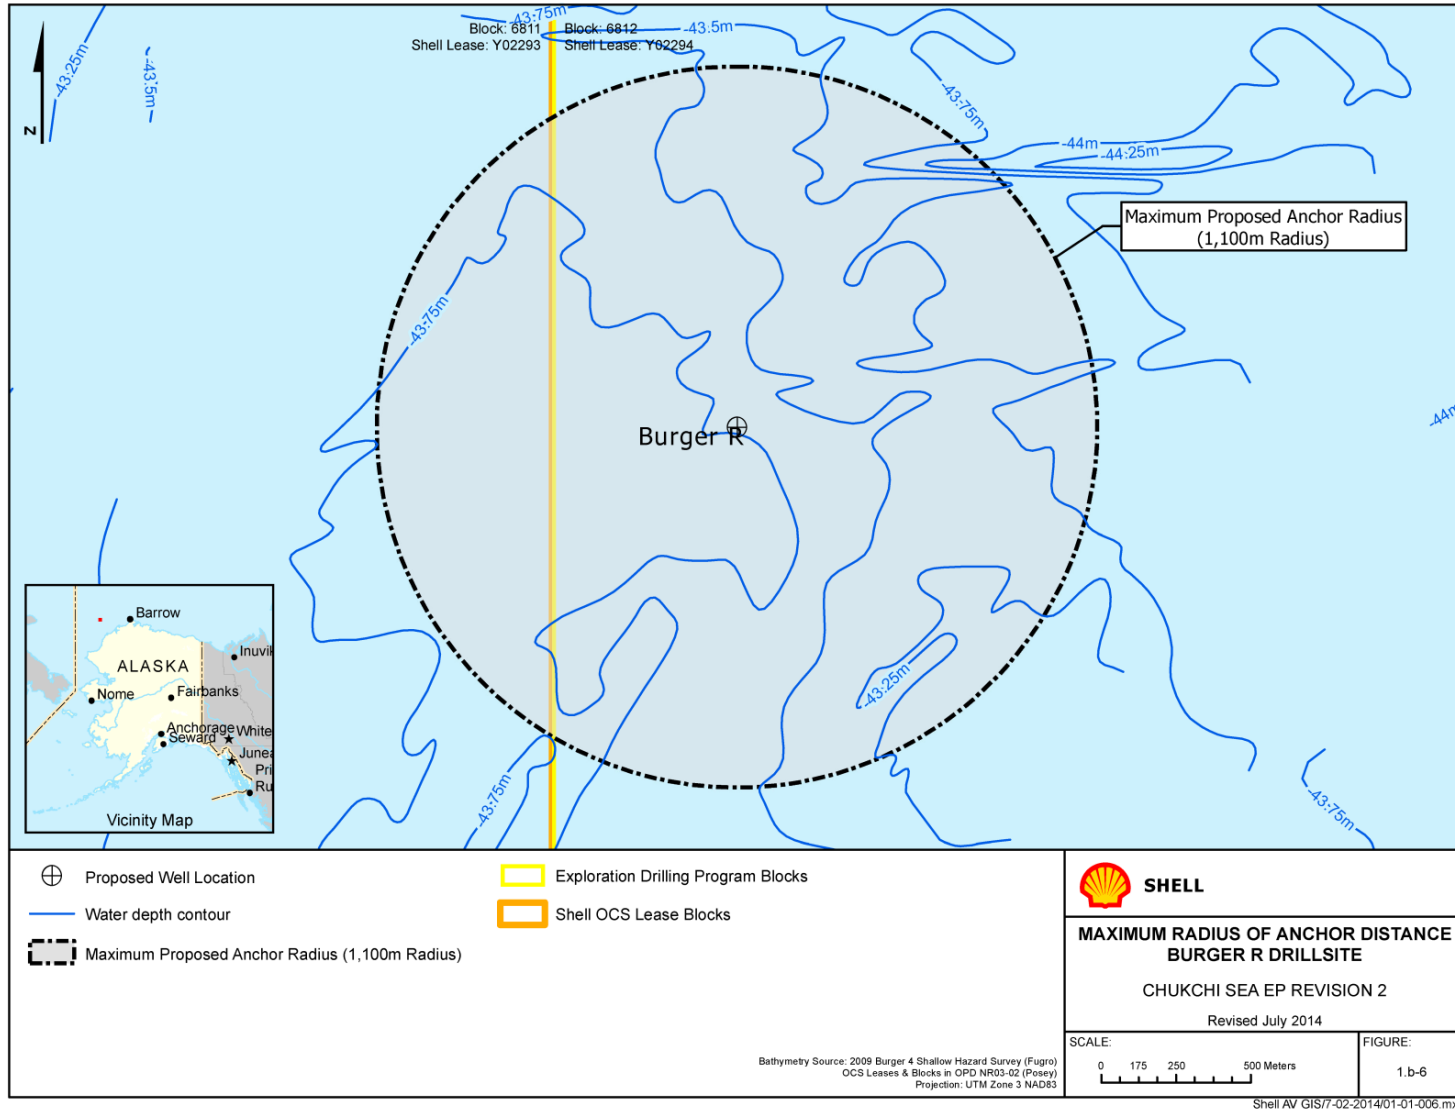 -43.75m
Block: 6811
Block: 6812
-43.5m
Shell Lease: Y02293
Shell Lease: Y02294
-43:25m
-43:5m
N
-43:75m
-44m
-44:25m
Maximum Proposed Anchor Radius
(1,100m Radius)
-43:75m
-44m
Burger R
-43:25m
-43:75m
-43:75m
Barrow
ALASKA
Inuvik
Nome
Fairbanks
Anchorage
White
Seward
Junea
Pri
Ru
Vicinity Map
Proposed Well Location
Water depth contour
Maximum Proposed Anchor Radius (1,100m Radius)
Exploration Drilling Program Blocks
Shell OCS Lease Blocks
Bathymetry Source: 2009 Burger 4 Shallow Hazard Survey (Fugro)
OCS Leases & Blocks in OPD NR03-02 (Posey)
Projection: UTM Zone 3 NAD83
SHELL
MAXIMUM RADIUS OF ANCHOR DISTANCE
BURGER R DRILLSITE
CHUKCHI SEA EP REVISION 2
Revised July 2014
SCALE:
0 175 250 500 Meters
FIGURE:
1.b-6
Shell AV GIS/7-02-2014/01-01-006.mx